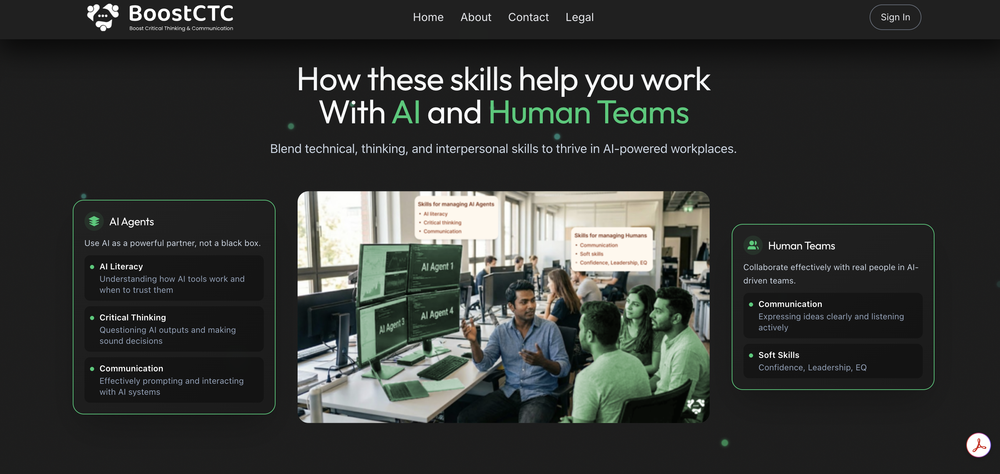 BoostCTC
Boost Critical Thinking & Communication
Home
About
Contact
Legal
Sign In
How these skills help you work
With AI and Human Teams
Blend technical, thinking, and interpersonal skills to thrive in AI-powered workplaces.
AI Agents
Use AI as a powerful partner, not a black box.
AI Literacy
Understanding how AI tools work and
when to trust them
Critical Thinking
Questioning AI outputs and making
sound decisions
Communication
Effectively prompting and interacting
with AI systems
Skills for managing AI Agents
• AI literacy
• Critical thinking
• Communication
Skills for managing Humans
• Communication
• Soft skills
• Confidence, Leadership, EQ
AI Agent 1
AI Agent 3
AI Agent 4
Human Teams
Collaborate effectively with real people in AI-
driven teams.
Communication
Expressing ideas clearly and listening
actively
Soft Skills
Confidence, Leadership, EQ